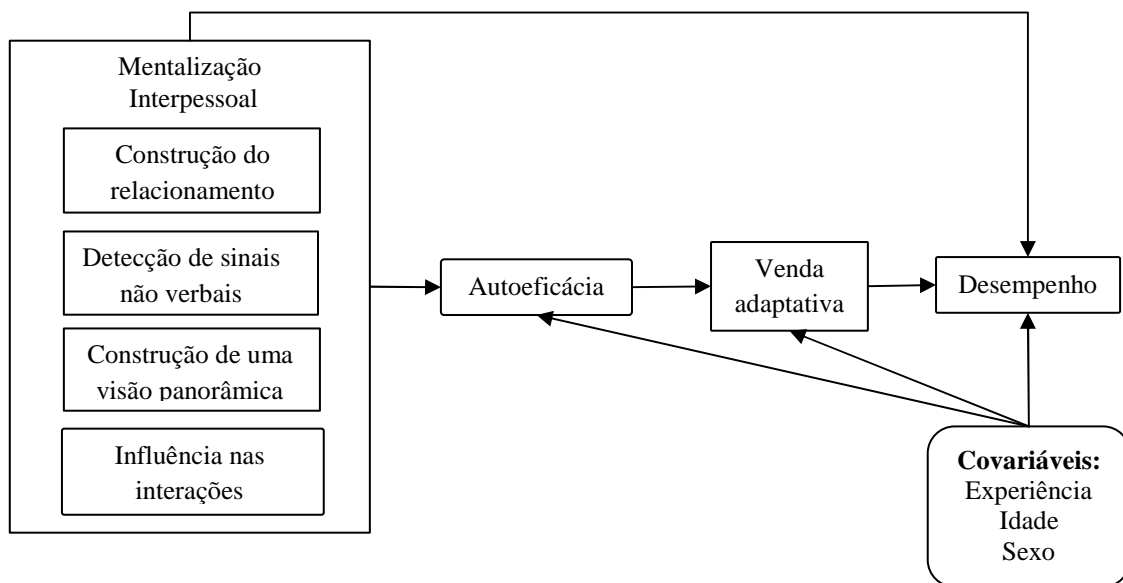 Mentalização
Interpessoal
Construção do
relacionamento
Detecção de sinais
não verbais
Construção de uma
visão panorâmica
Influência nas
interações
Autoeficácia
Venda
adaptativa
Desempenho
Covariáveis:
Experiência
Idade
Sexo